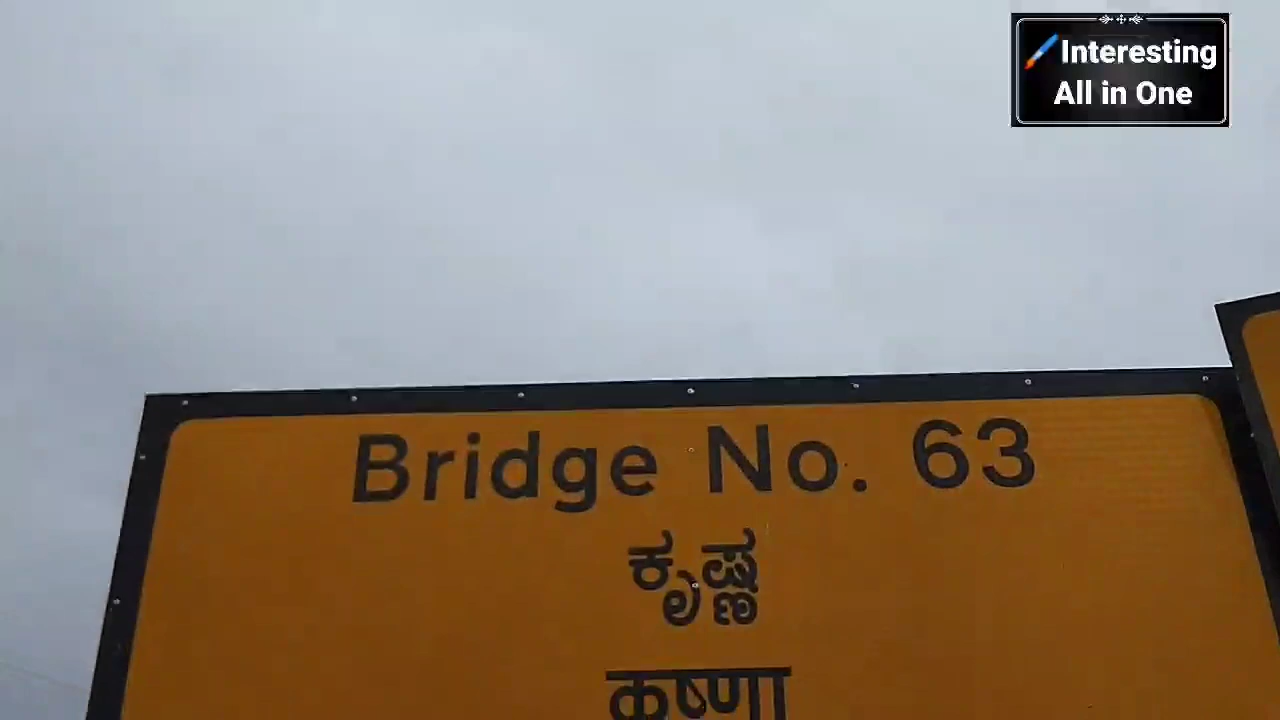 Interesting
All in One
Bridge No. 63
ಕೃಷ್ಣ
कृष्णा